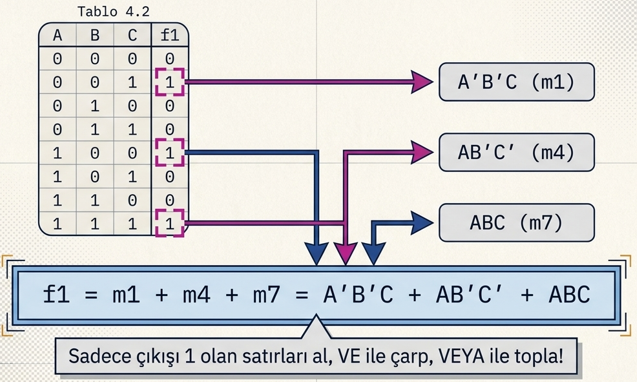 Tablo 4.2
A B C f1
0 0 0 0
0 0 1 1
0 1 0 0
0 1 1 0
1 0 0 1
1 0 1 0
1 1 0 0
1 1 1 1
A'B'C (m1)
AB'C' (m4)
ABC (m7)
f1 = m1 + m4 + m7 = A'B'C + AB'C' + ABC
Sadece çıkışı 1 olan satırları al, VE ile çarp, VEYA ile topla!